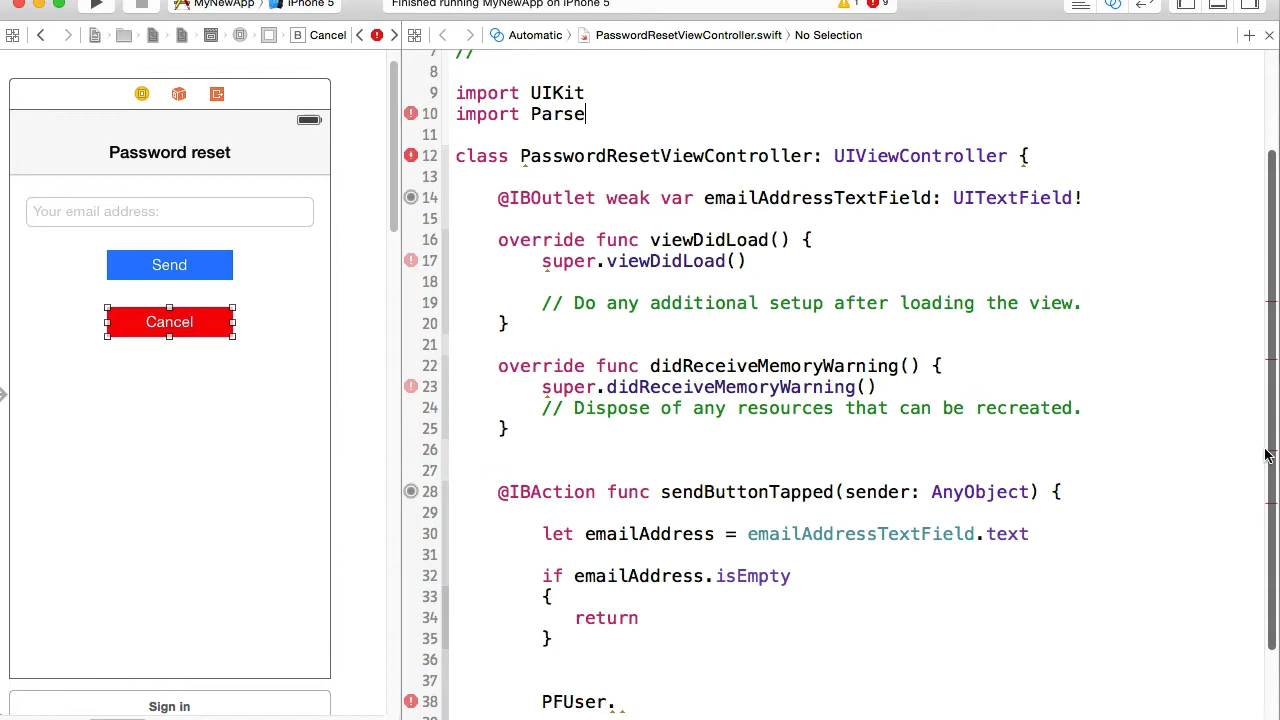 MyNewApp iPhone 5 Finished running MyNewApp on iPhone 5 1 9
B Cancel Automatic PasswordResetViewController.swift No Selection
Password reset
Your email address:
Send
Cancel
Sign in
7 //
8
9 import UIKit
10 import Parse
11
12 class PasswordResetViewController: UIViewController {
13
14 @IBOutlet weak var emailAddressTextField: UITextField!
15
16 override func viewDidLoad() {
17 super.viewDidLoad()
18
19 // Do any additional setup after loading the view.
20 }
21
22 override func didReceiveMemoryWarning() {
23 super.didReceiveMemoryWarning()
24 // Dispose of any resources that can be recreated.
25 }
26
27
28 @IBAction func sendButtonTapped(sender: AnyObject) {
29
30 let emailAddress = emailAddressTextField.text
31
32 if emailAddress.isEmpty
33 {
34 return
35 }
36
37
38 PFUser.